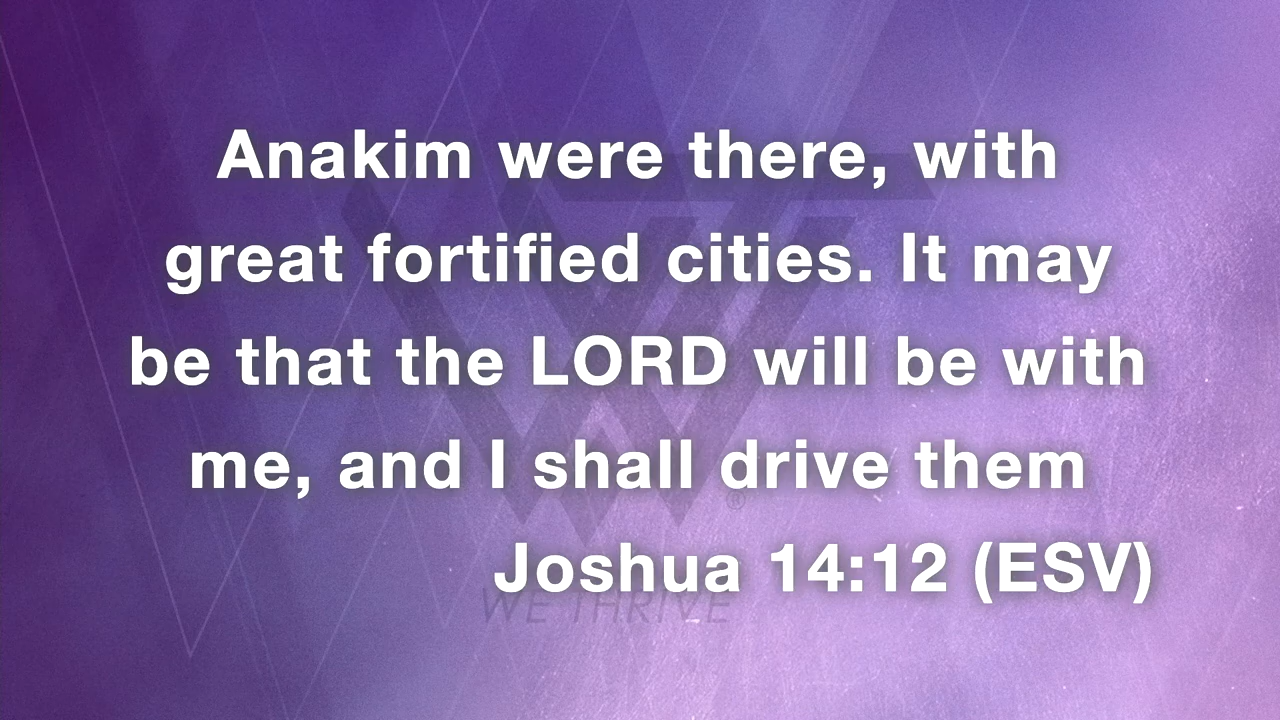 Anakim were there, with
great fortified cities. It may
be that the LORD will be with
me, and I shall drive them
®
Joshua 14:12 (ESV)
WE THRIVE